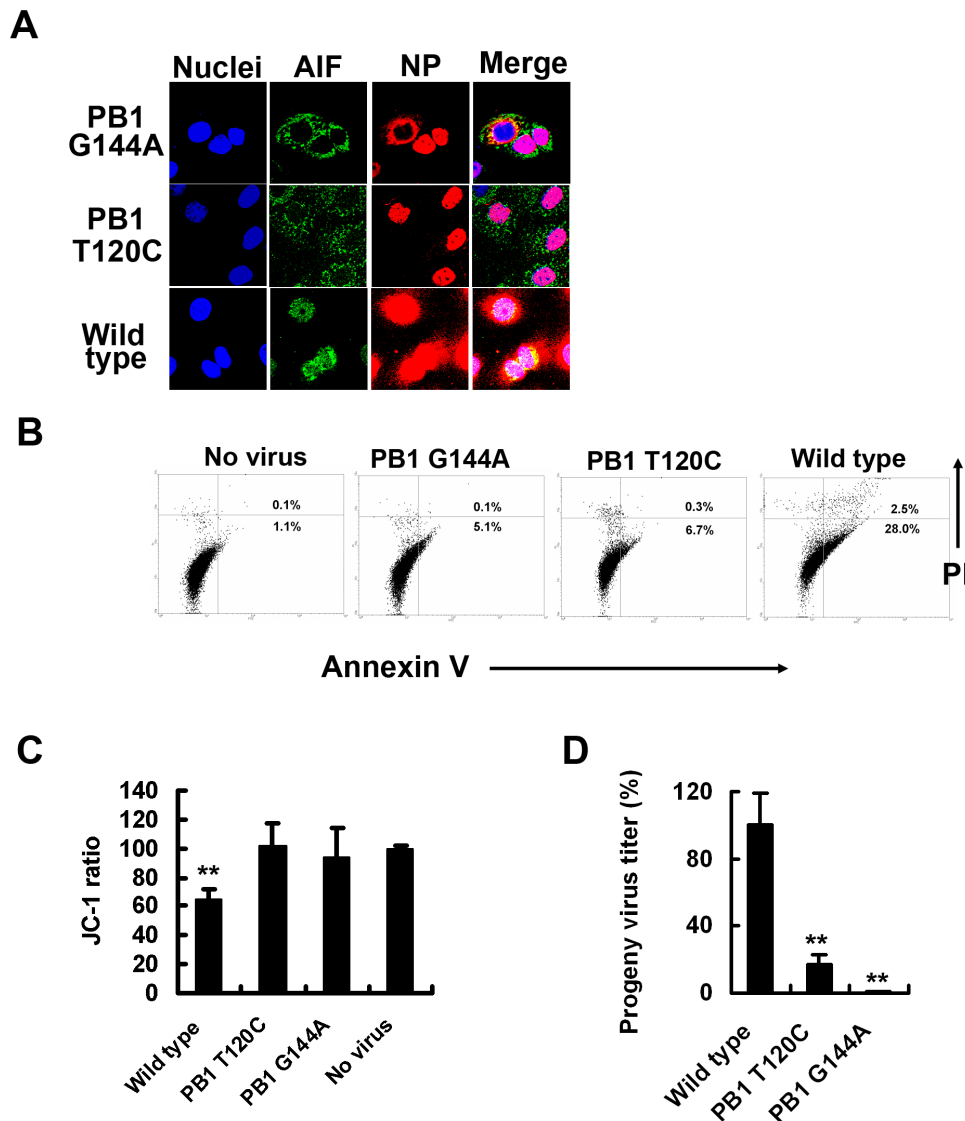 A
Nuclei AIF NP Merge
PB1
G144A
PB1
T120C
Wild
type
B
No virus PB1 G144A PB1 T120C Wild type
0.1% 0.1% 0.3% 2.5%
1.1% 5.1% 6.7% 28.0%
Annexin V
C
JC-1 ratio
140
120
100
80
60
40
20
0
**
Wild type PB1 T120C PB1 G144A No virus
D
Progeny virus titer (%)
120
80
40
0
**
**
Wild type PB1 T120C PB1 G144A